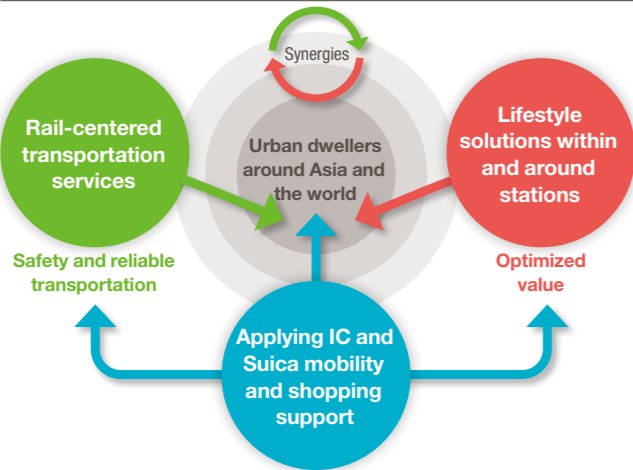 Synergies
Rail-centered
transportation
services
Urban dwellers
around Asia and
the world
Lifestyle
solutions within
and around
stations
Safety and reliable
transportation
Optimized
value
Applying IC and
Suica mobility
and shopping
support